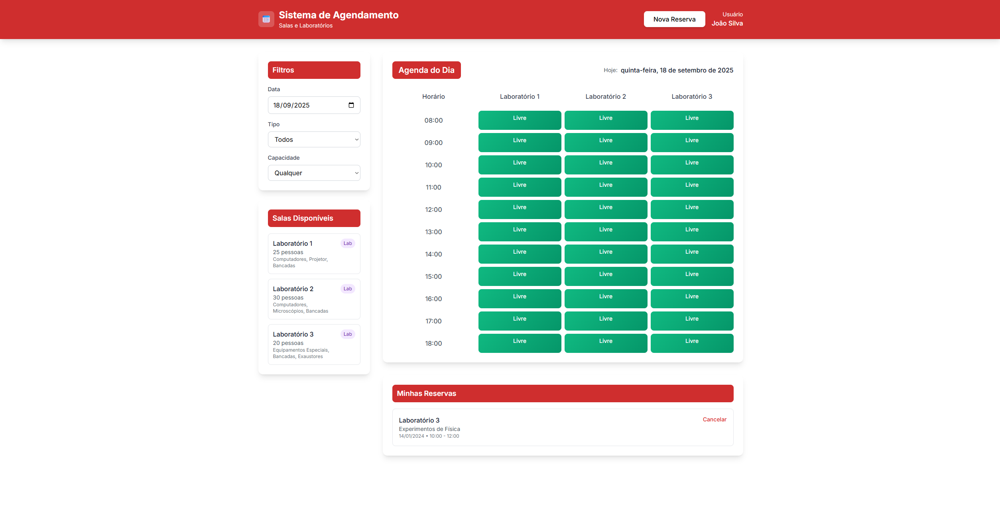 Sistema de Agendamento
Salas e Laboratórios
Nova Reserva
Usuário
João Silva
Filtros
Data
18/09/2025
Tipo
Todos
Capacidade
Qualquer
Salas Disponíveis
Laboratório 1
Lab
25 pessoas
Computadores, Projetor,
Bancadas
Laboratório 2
Lab
30 pessoas
Computadores,
Microscópios, Bancadas
Laboratório 3
Lab
20 pessoas
Equipamentos Especiais,
Bancadas, Exaustores
Agenda do Dia
Hoje: quinta-feira, 18 de setembro de 2025
Horário Laboratório 1 Laboratório 2 Laboratório 3
08:00 Livre Livre Livre
09:00 Livre Livre Livre
10:00 Livre Livre Livre
11:00 Livre Livre Livre
12:00 Livre Livre Livre
13:00 Livre Livre Livre
14:00 Livre Livre Livre
15:00 Livre Livre Livre
16:00 Livre Livre Livre
17:00 Livre Livre Livre
18:00 Livre Livre Livre
Minhas Reservas
Laboratório 3
Cancelar
Experimentos de Física
14/01/2024 • 10:00 - 12:00